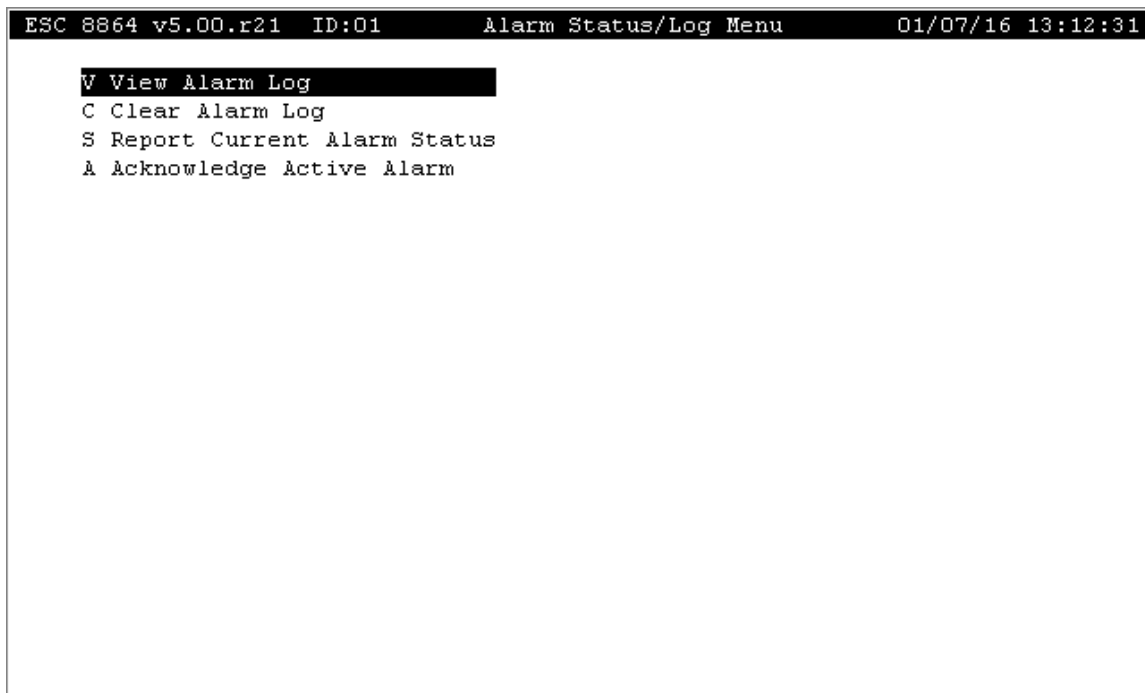 ESC 8864 v5.00.r21 ID:01 Alarm Status/Log Menu 01/07/16 13:12:31
V View Alarm Log
C Clear Alarm Log
S Report Current Alarm Status
A Acknowledge Active Alarm